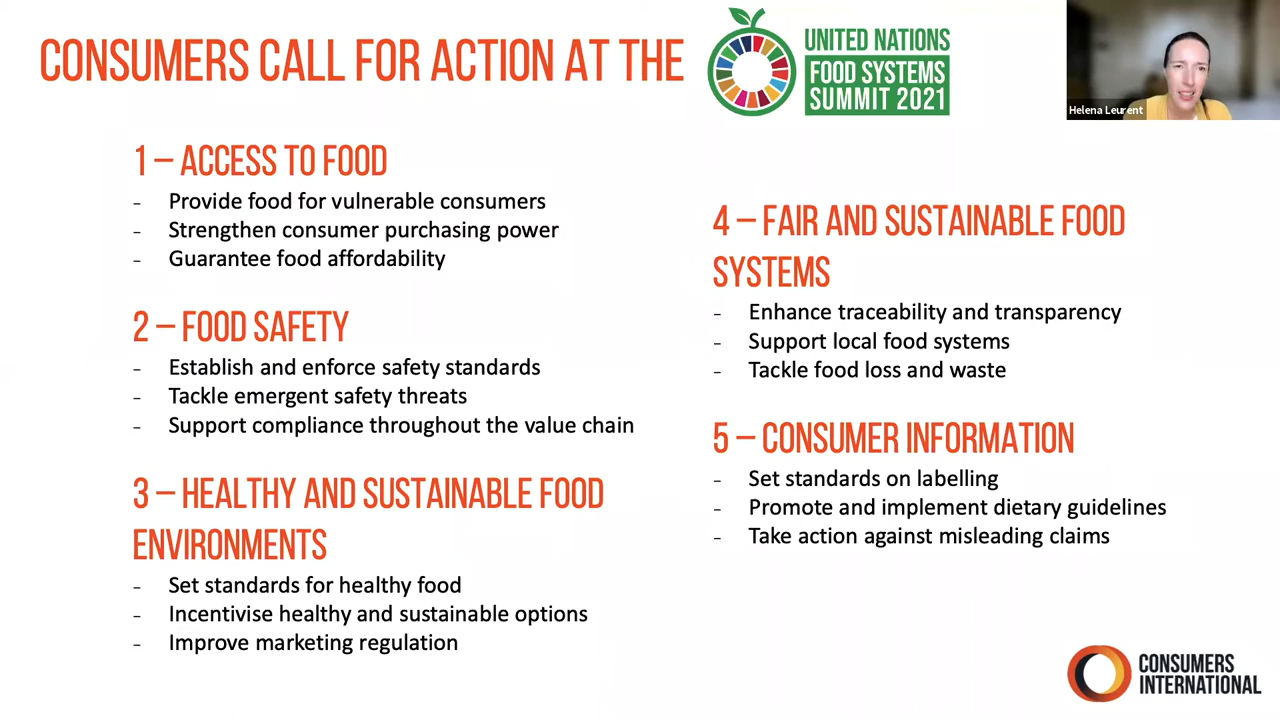 CONSUMERS CALL FOR ACTION AT THE
UNITED NATIONS
FOOD SYSTEMS
SUMMIT 2021
Helena Leurent
1 – ACCESS TO FOOD
- Provide food for vulnerable consumers
- Strengthen consumer purchasing power
- Guarantee food affordability
2 – FOOD SAFETY
- Establish and enforce safety standards
- Tackle emergent safety threats
- Support compliance throughout the value chain
3 – HEALTHY AND SUSTAINABLE FOOD
ENVIRONMENTS
- Set standards for healthy food
- Incentivise healthy and sustainable options
- Improve marketing regulation
4 – FAIR AND SUSTAINABLE FOOD
SYSTEMS
- Enhance traceability and transparency
- Support local food systems
- Tackle food loss and waste
5 – CONSUMER INFORMATION
- Set standards on labelling
- Promote and implement dietary guidelines
- Take action against misleading claims
CONSUMERS
INTERNATIONAL